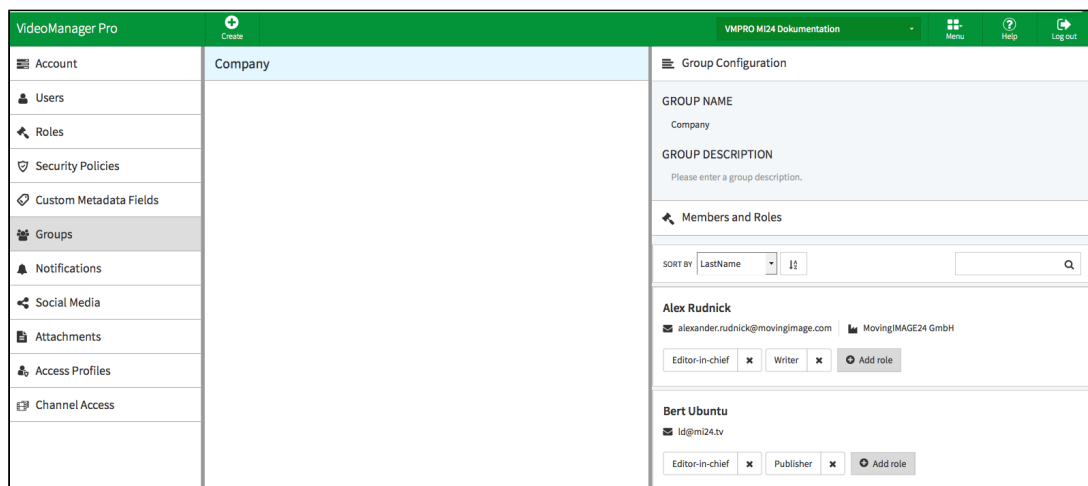 VideoManager Pro
Create
VMPRO MI24 Dokumentation
Menu
Help
Log out
Account
Users
Roles
Security Policies
Custom Metadata Fields
Groups
Notifications
Social Media
Attachments
Access Profiles
Channel Access
Company
Group Configuration
GROUP NAME
Company
GROUP DESCRIPTION
Please enter a group description.
Members and Roles
SORT BY LastName
Alex Rudnick
alexander.rudnick@movingimage.com MovingIMAGE24 GmbH
Editor-in-chief Writer Add role
Bert Ubuntu
ld@mi24.tv
Editor-in-chief Publisher Add role